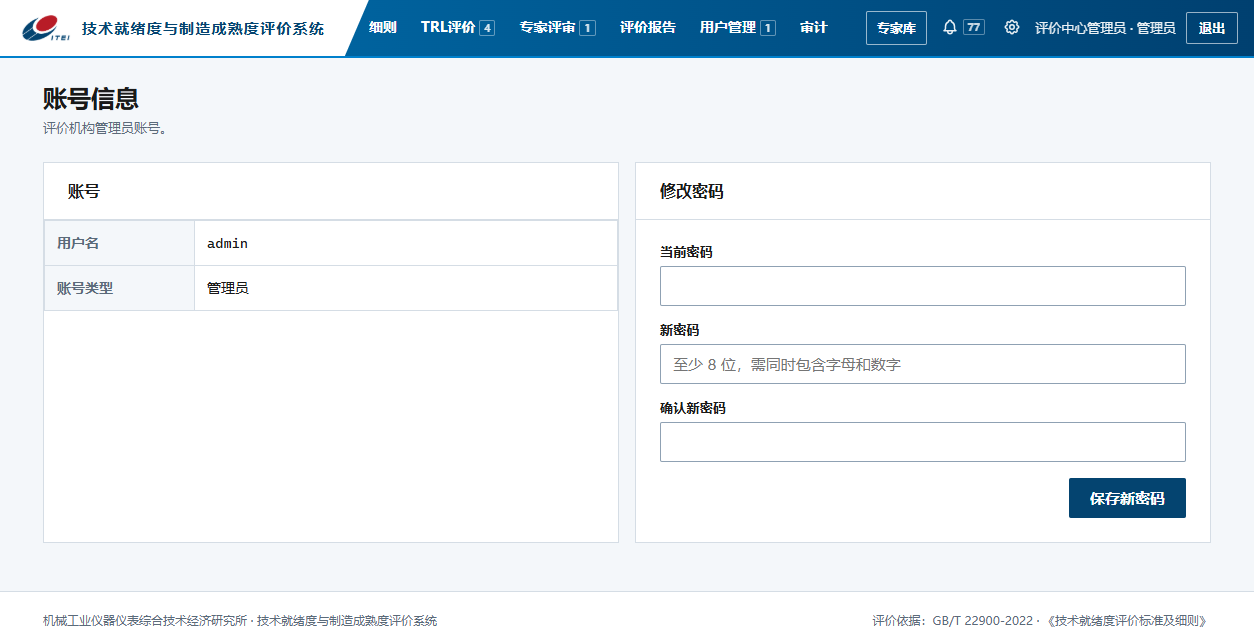 ITEI 技术就绪度与制造成熟度评价系统 细则 TRL评价 4 专家评审 1 评价报告 用户管理 1 审计 专家库 77 评价中心管理员 · 管理员 退出
账号信息
评价机构管理员账号。
账号
用户名 admin
账号类型 管理员
修改密码
当前密码
新密码
至少 8 位，需同时包含字母和数字
确认新密码
保存新密码
机械工业仪器仪表综合技术经济研究所 · 技术就绪度与制造成熟度评价系统
评价依据：GB/T 22900-2022 · 《技术就绪度评价标准及细则》